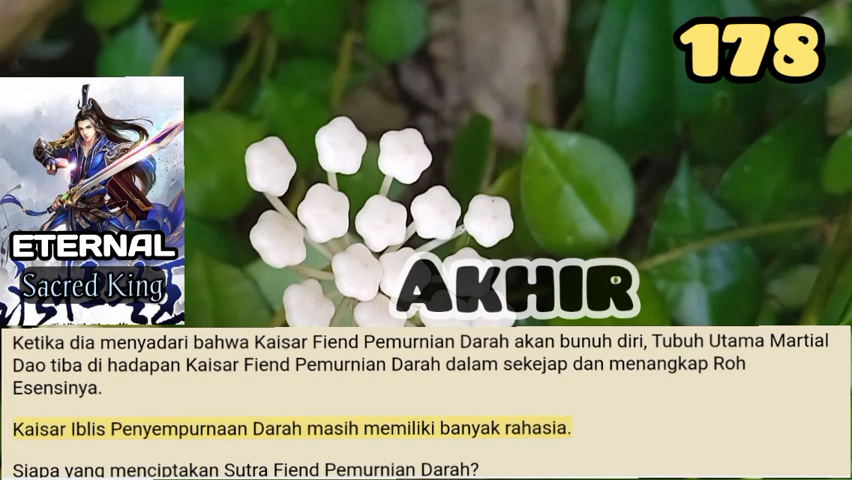 178
ETERNAL
Sacred King
AKHIR
Ketika dia menyadari bahwa Kaisar Fiend Pemurnian Darah akan bunuh diri, Tubuh Utama Martial
Dao tiba di hadapan Kaisar Fiend Pemurnian Darah dalam sekejap dan menangkap Roh
Esensinya.
Kaisar Iblis Penyempurnaan Darah masih memiliki banyak rahasia.
Siapa yang menciptakan Sutra Fiend Pemurnian Darah?